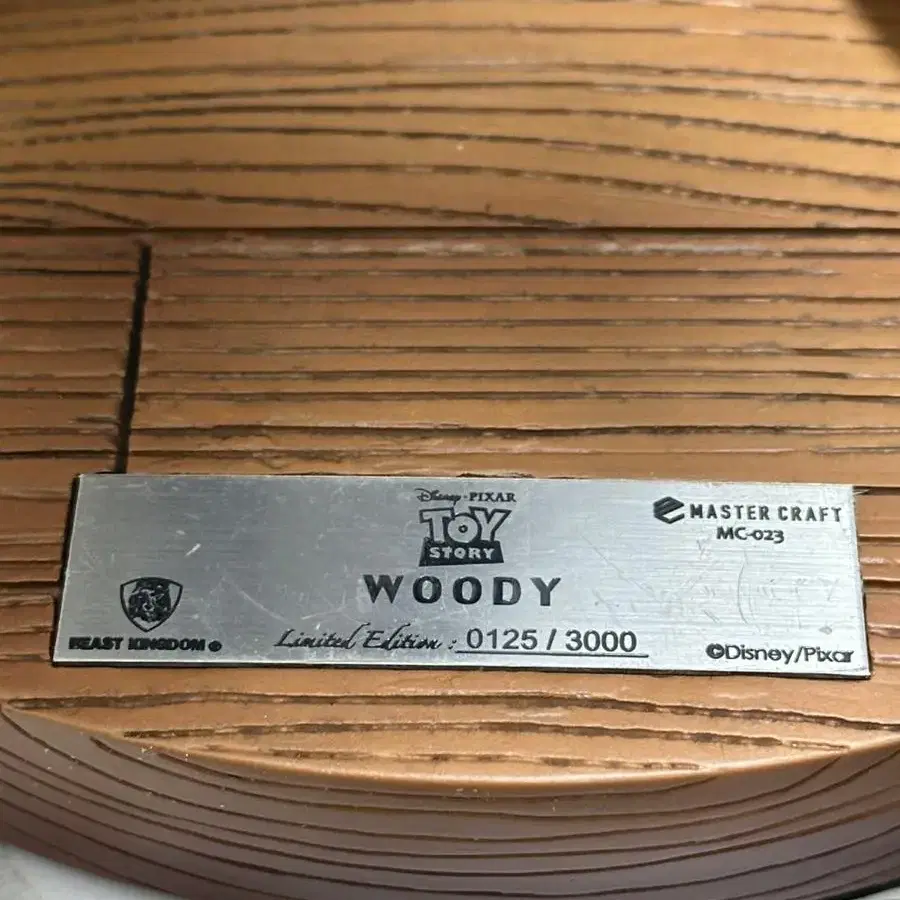 Disney · PIXAR
TOY
STORY
WOODY
MASTER CRAFT
MC-023
BEAST KINGDOM ®
Limited Edition : 0125 / 3000
©Disney/Pixar